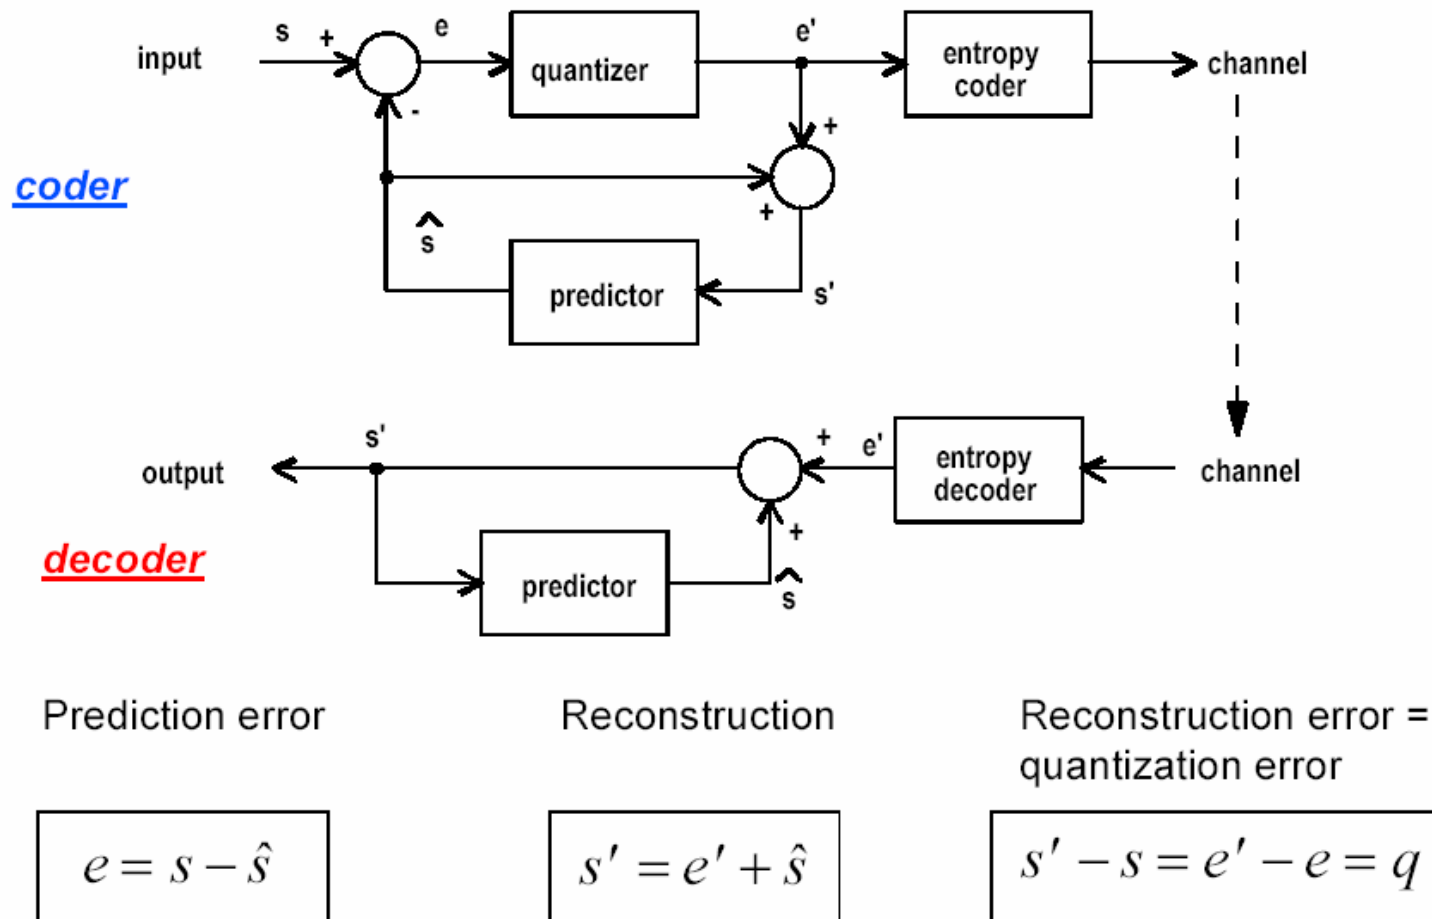 input
s
+
e
quantizer
e'
entropy
coder
channel
-
+
coder
+
ŝ
predictor
s'
s'
output
+
e'
entropy
decoder
channel
+
decoder
predictor
ŝ
Prediction error
Reconstruction
Reconstruction error =
quantization error
e = s − ŝ
s′ = e′ + ŝ
s′ − s = e′ − e = q